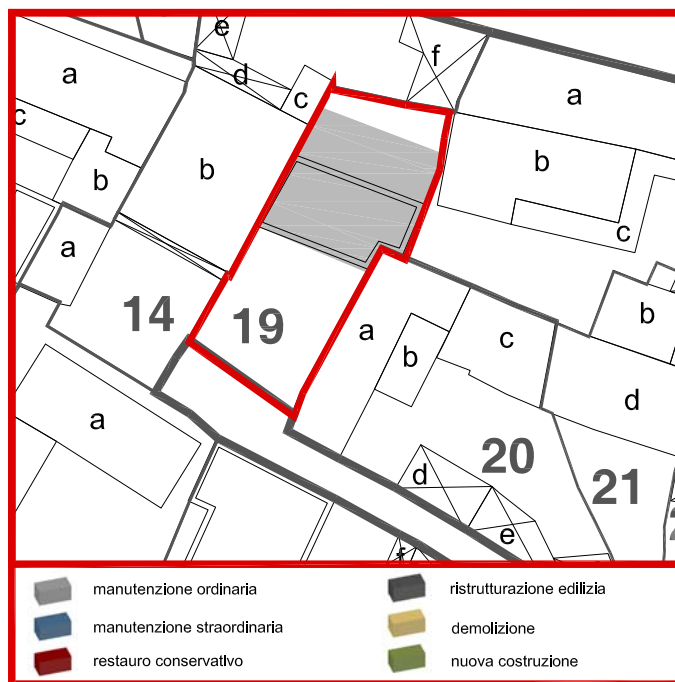 e
f
a
d
c
a
c
b
b
b
c
a
14
19
a
b
c
b
d
a
20
d
21
e
f
manutenzione ordinaria
ristrutturazione edilizia
manutenzione straordinaria
demolizione
restauro conservativo
nuova costruzione